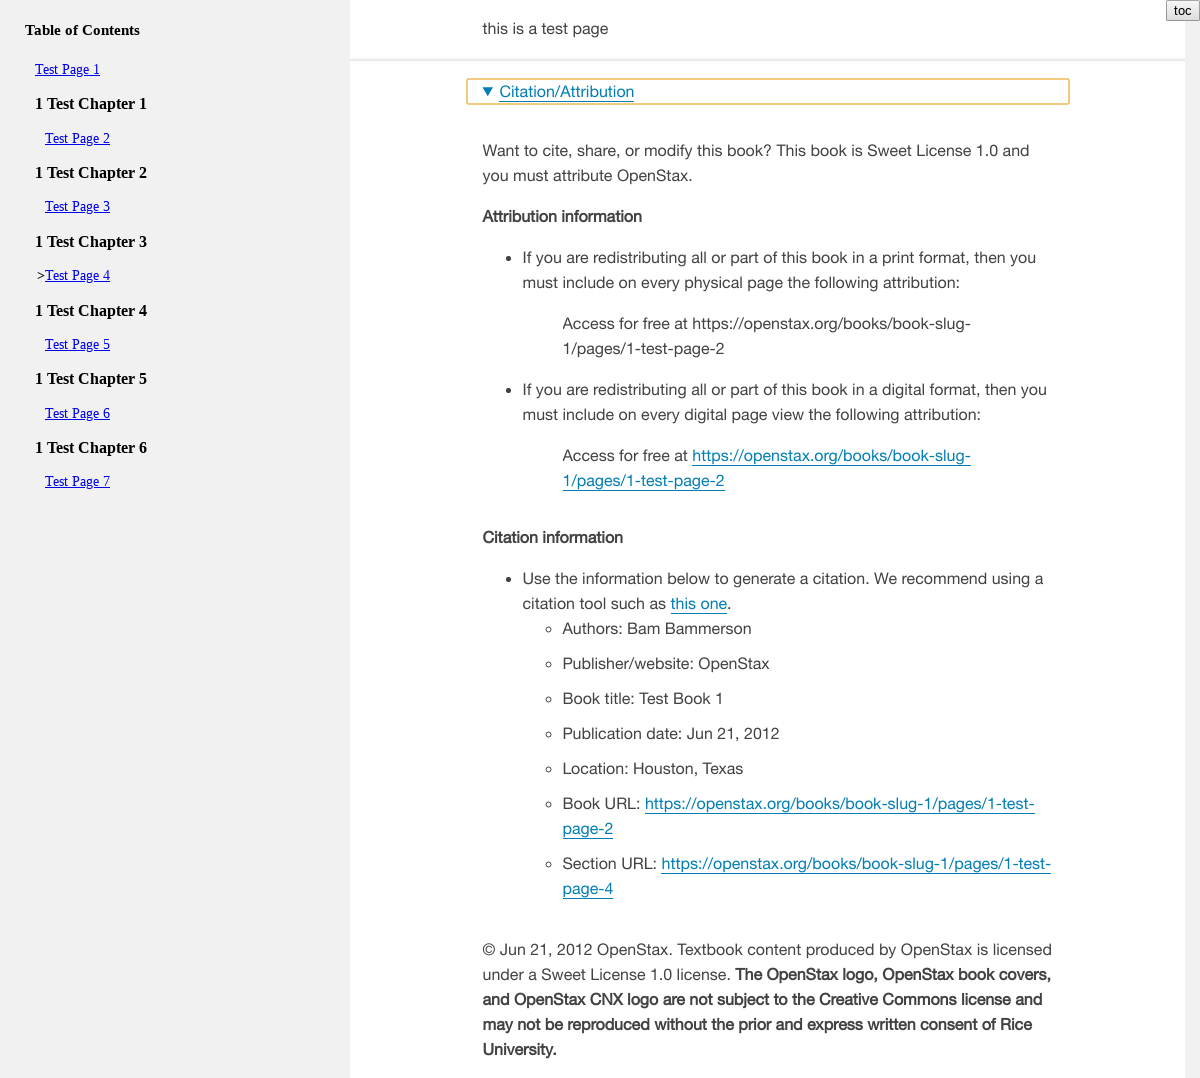 toc
Table of Contents
Test Page 1
1 Test Chapter 1
Test Page 2
1 Test Chapter 2
Test Page 3
1 Test Chapter 3
>Test Page 4
1 Test Chapter 4
Test Page 5
1 Test Chapter 5
Test Page 6
1 Test Chapter 6
Test Page 7
this is a test page
▼ Citation/Attribution
Want to cite, share, or modify this book? This book is Sweet License 1.0 and
you must attribute OpenStax.
Attribution information
• If you are redistributing all or part of this book in a print format, then you
must include on every physical page the following attribution:
Access for free at https://openstax.org/books/book-slug-
1/pages/1-test-page-2
• If you are redistributing all or part of this book in a digital format, then you
must include on every digital page view the following attribution:
Access for free at https://openstax.org/books/book-slug-
1/pages/1-test-page-2
Citation information
• Use the information below to generate a citation. We recommend using a
citation tool such as this one.
◦ Authors: Bam Bammerson
◦ Publisher/website: OpenStax
◦ Book title: Test Book 1
◦ Publication date: Jun 21, 2012
◦ Location: Houston, Texas
◦ Book URL: https://openstax.org/books/book-slug-1/pages/1-test-
page-2
◦ Section URL: https://openstax.org/books/book-slug-1/pages/1-test-
page-4
© Jun 21, 2012 OpenStax. Textbook content produced by OpenStax is licensed
under a Sweet License 1.0 license. The OpenStax logo, OpenStax book covers,
and OpenStax CNX logo are not subject to the Creative Commons license and
may not be reproduced without the prior and express written consent of Rice
University.